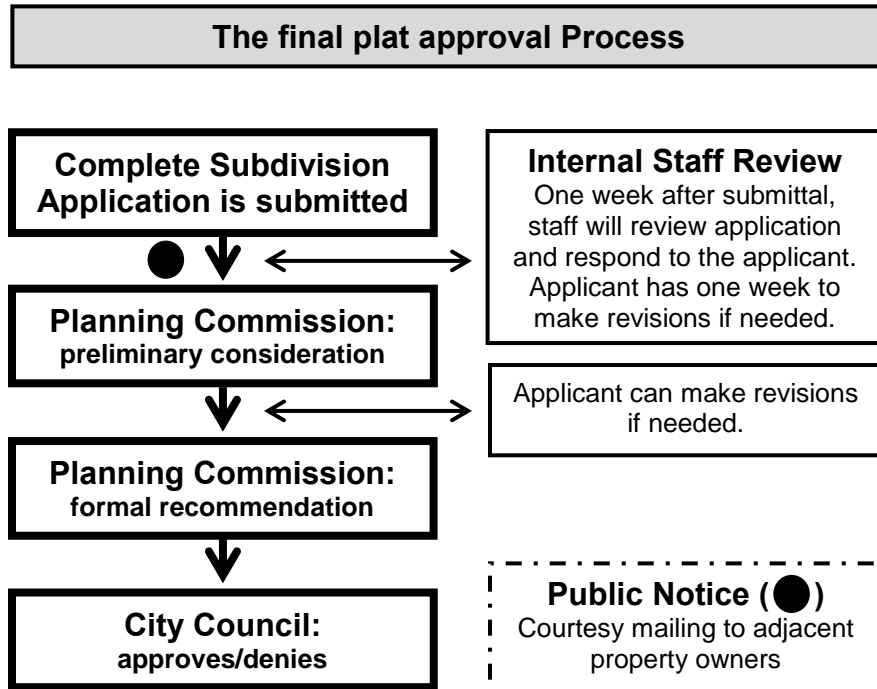 The final plat approval Process
Complete Subdivision
Application is submitted
Internal Staff Review
One week after submittal,
staff will review application
and respond to the applicant.
Applicant has one week to
make revisions if needed.
Planning Commission:
preliminary consideration
Applicant can make revisions
if needed.
Planning Commission:
formal recommendation
City Council:
approves/denies
Public Notice (●)
Courtesy mailing to adjacent
property owners